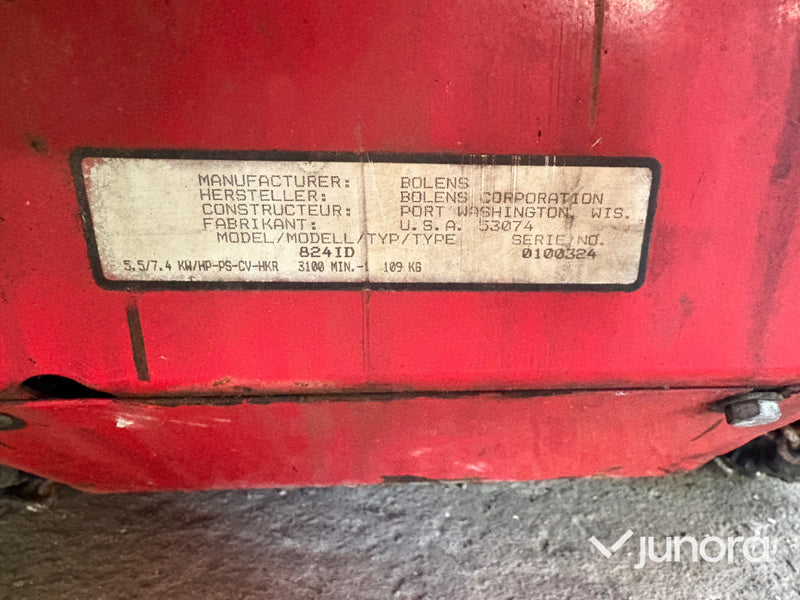 MANUFACTURER: BOLENS
HERSTELLER: BOLENS CORPORATION
CONSTRUCTEUR: PORT WASHINGTON, WIS.
FABRIKANT: U.S.A. 53074
MODEL/MODELL/TYP/TYPE SERIE/NO.
824ID 0100324
5.5/7.4 KW/HP-PS-CV-HKR 3100 MIN.-1 109 KG
junora